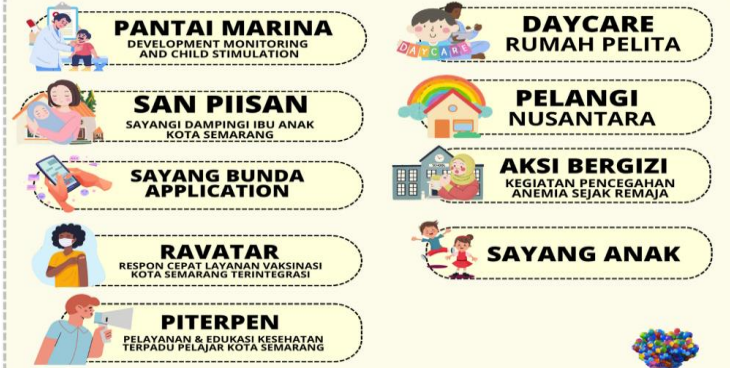 PANTAI MARINA
DEVELOPMENT MONITORING
AND CHILD STIMULATION
SAN PIISAN
SAYANGI DAMPINGI IBU ANAK
KOTA SEMARANG
SAYANG BUNDA
APPLICATION
RAVATAR
RESPON CEPAT LAYANAN VAKSINASI
KOTA SEMARANG TERINTEGRASI
PITERPEN
PELAYANAN & EDUKASI KESEHATAN
TERPADU PELAJAR KOTA SEMARANG
DAYCARE
DAYCARE
RUMAH PELITA
PELANGI
NUSANTARA
SCHOOL
AKSI BERGIZI
KEGIATAN PENCEGAHAN
ANEMIA SEJAK REMAJA
SAYANG ANAK